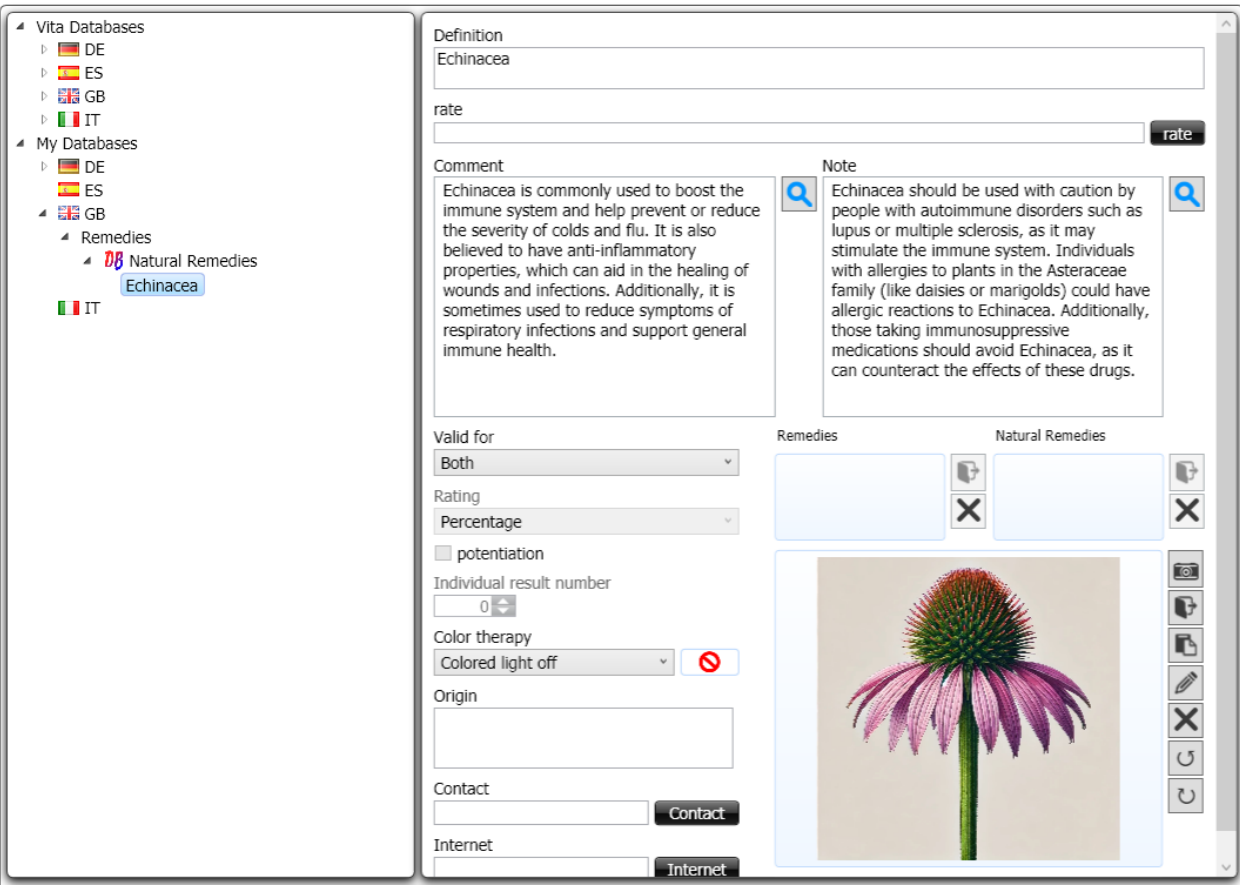 Vita Databases
DE
ES
GB
IT
My Databases
DE
ES
GB
Remedies
DB Natural Remedies
Echinacea
IT
Definition
Echinacea
rate
rate
Comment
Echinacea is commonly used to boost the
immune system and help prevent or reduce
the severity of colds and flu. It is also
believed to have anti-inflammatory
properties, which can aid in the healing of
wounds and infections. Additionally, it is
sometimes used to reduce symptoms of
respiratory infections and support general
immune health.
Note
Echinacea should be used with caution by
people with autoimmune disorders such as
lupus or multiple sclerosis, as it may
stimulate the immune system. Individuals
with allergies to plants in the Asteraceae
family (like daisies or marigolds) could have
allergic reactions to Echinacea. Additionally,
those taking immunosuppressive
medications should avoid Echinacea, as it
can counteract the effects of these drugs.
Valid for
Both
Rating
Percentage
potentiation
Individual result number
0
Color therapy
Colored light off
Origin
Contact
Contact
Internet
Internet
Remedies
Natural Remedies